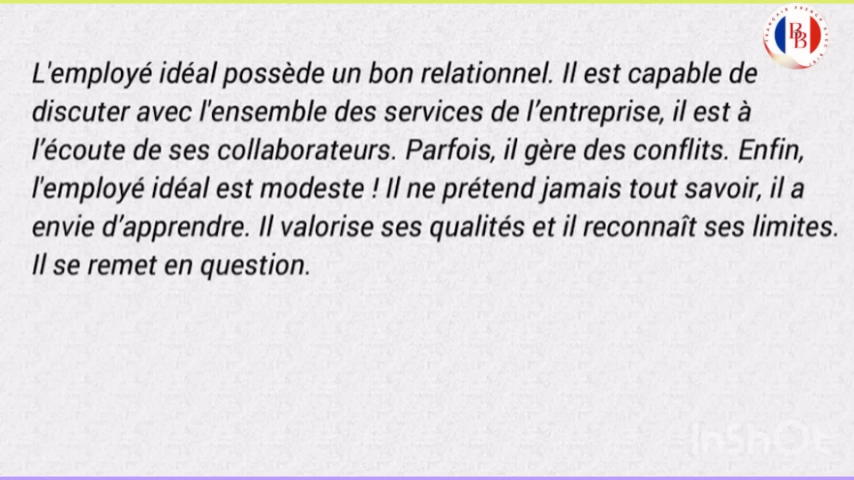 L'employé idéal possède un bon relationnel. Il est capable de
discuter avec l'ensemble des services de l’entreprise, il est à
l’écoute de ses collaborateurs. Parfois, il gère des conflits. Enfin,
l'employé idéal est modeste ! Il ne prétend jamais tout savoir, il a
envie d’apprendre. Il valorise ses qualités et il reconnaît ses limites.
Il se remet en question.
InShOt